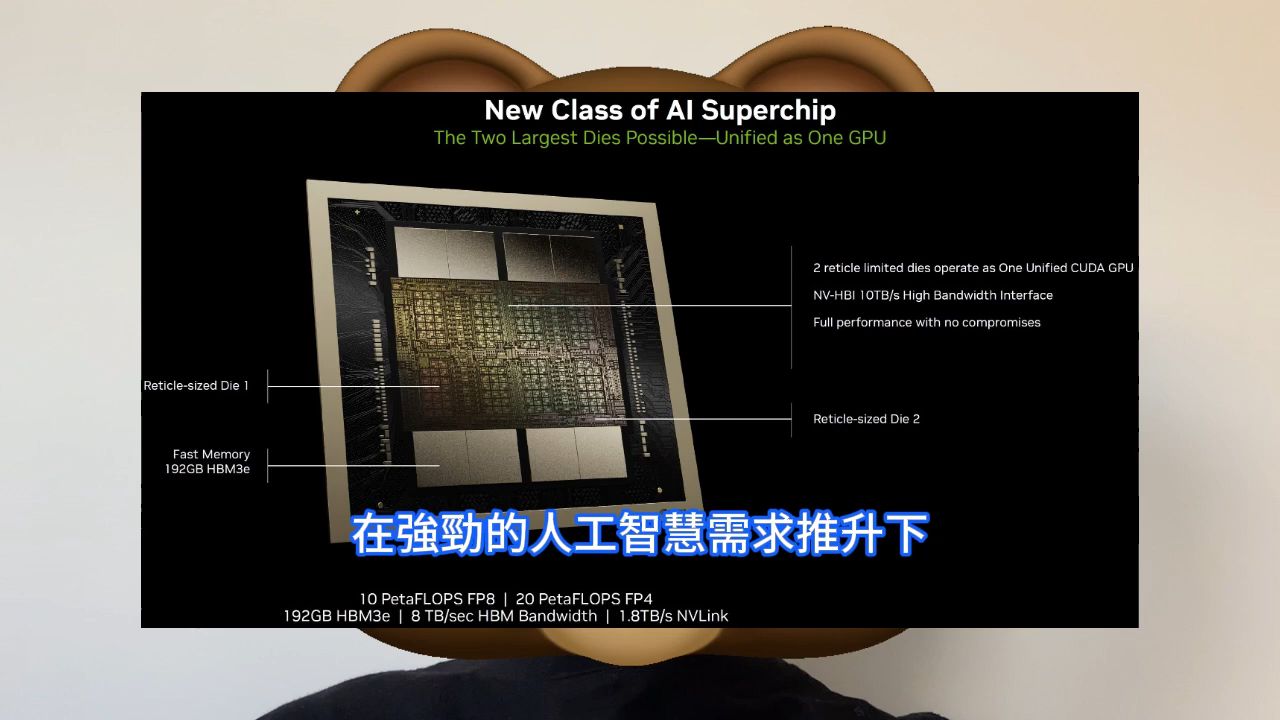 New Class of AI Superchip
The Two Largest Dies Possible—Unified as One GPU
2 reticle limited dies operate as One Unified CUDA GPU
NV-HBI 10TB/s High Bandwidth Interface
Full performance with no compromises
Reticle-sized Die 1
Reticle-sized Die 2
Fast Memory
192GB HBM3e
在強勁的人工智慧需求推升下
10 PetaFLOPS FP8 | 20 PetaFLOPS FP4
192GB HBM3e | 8 TB/sec HBM Bandwidth | 1.8TB/s NVLink